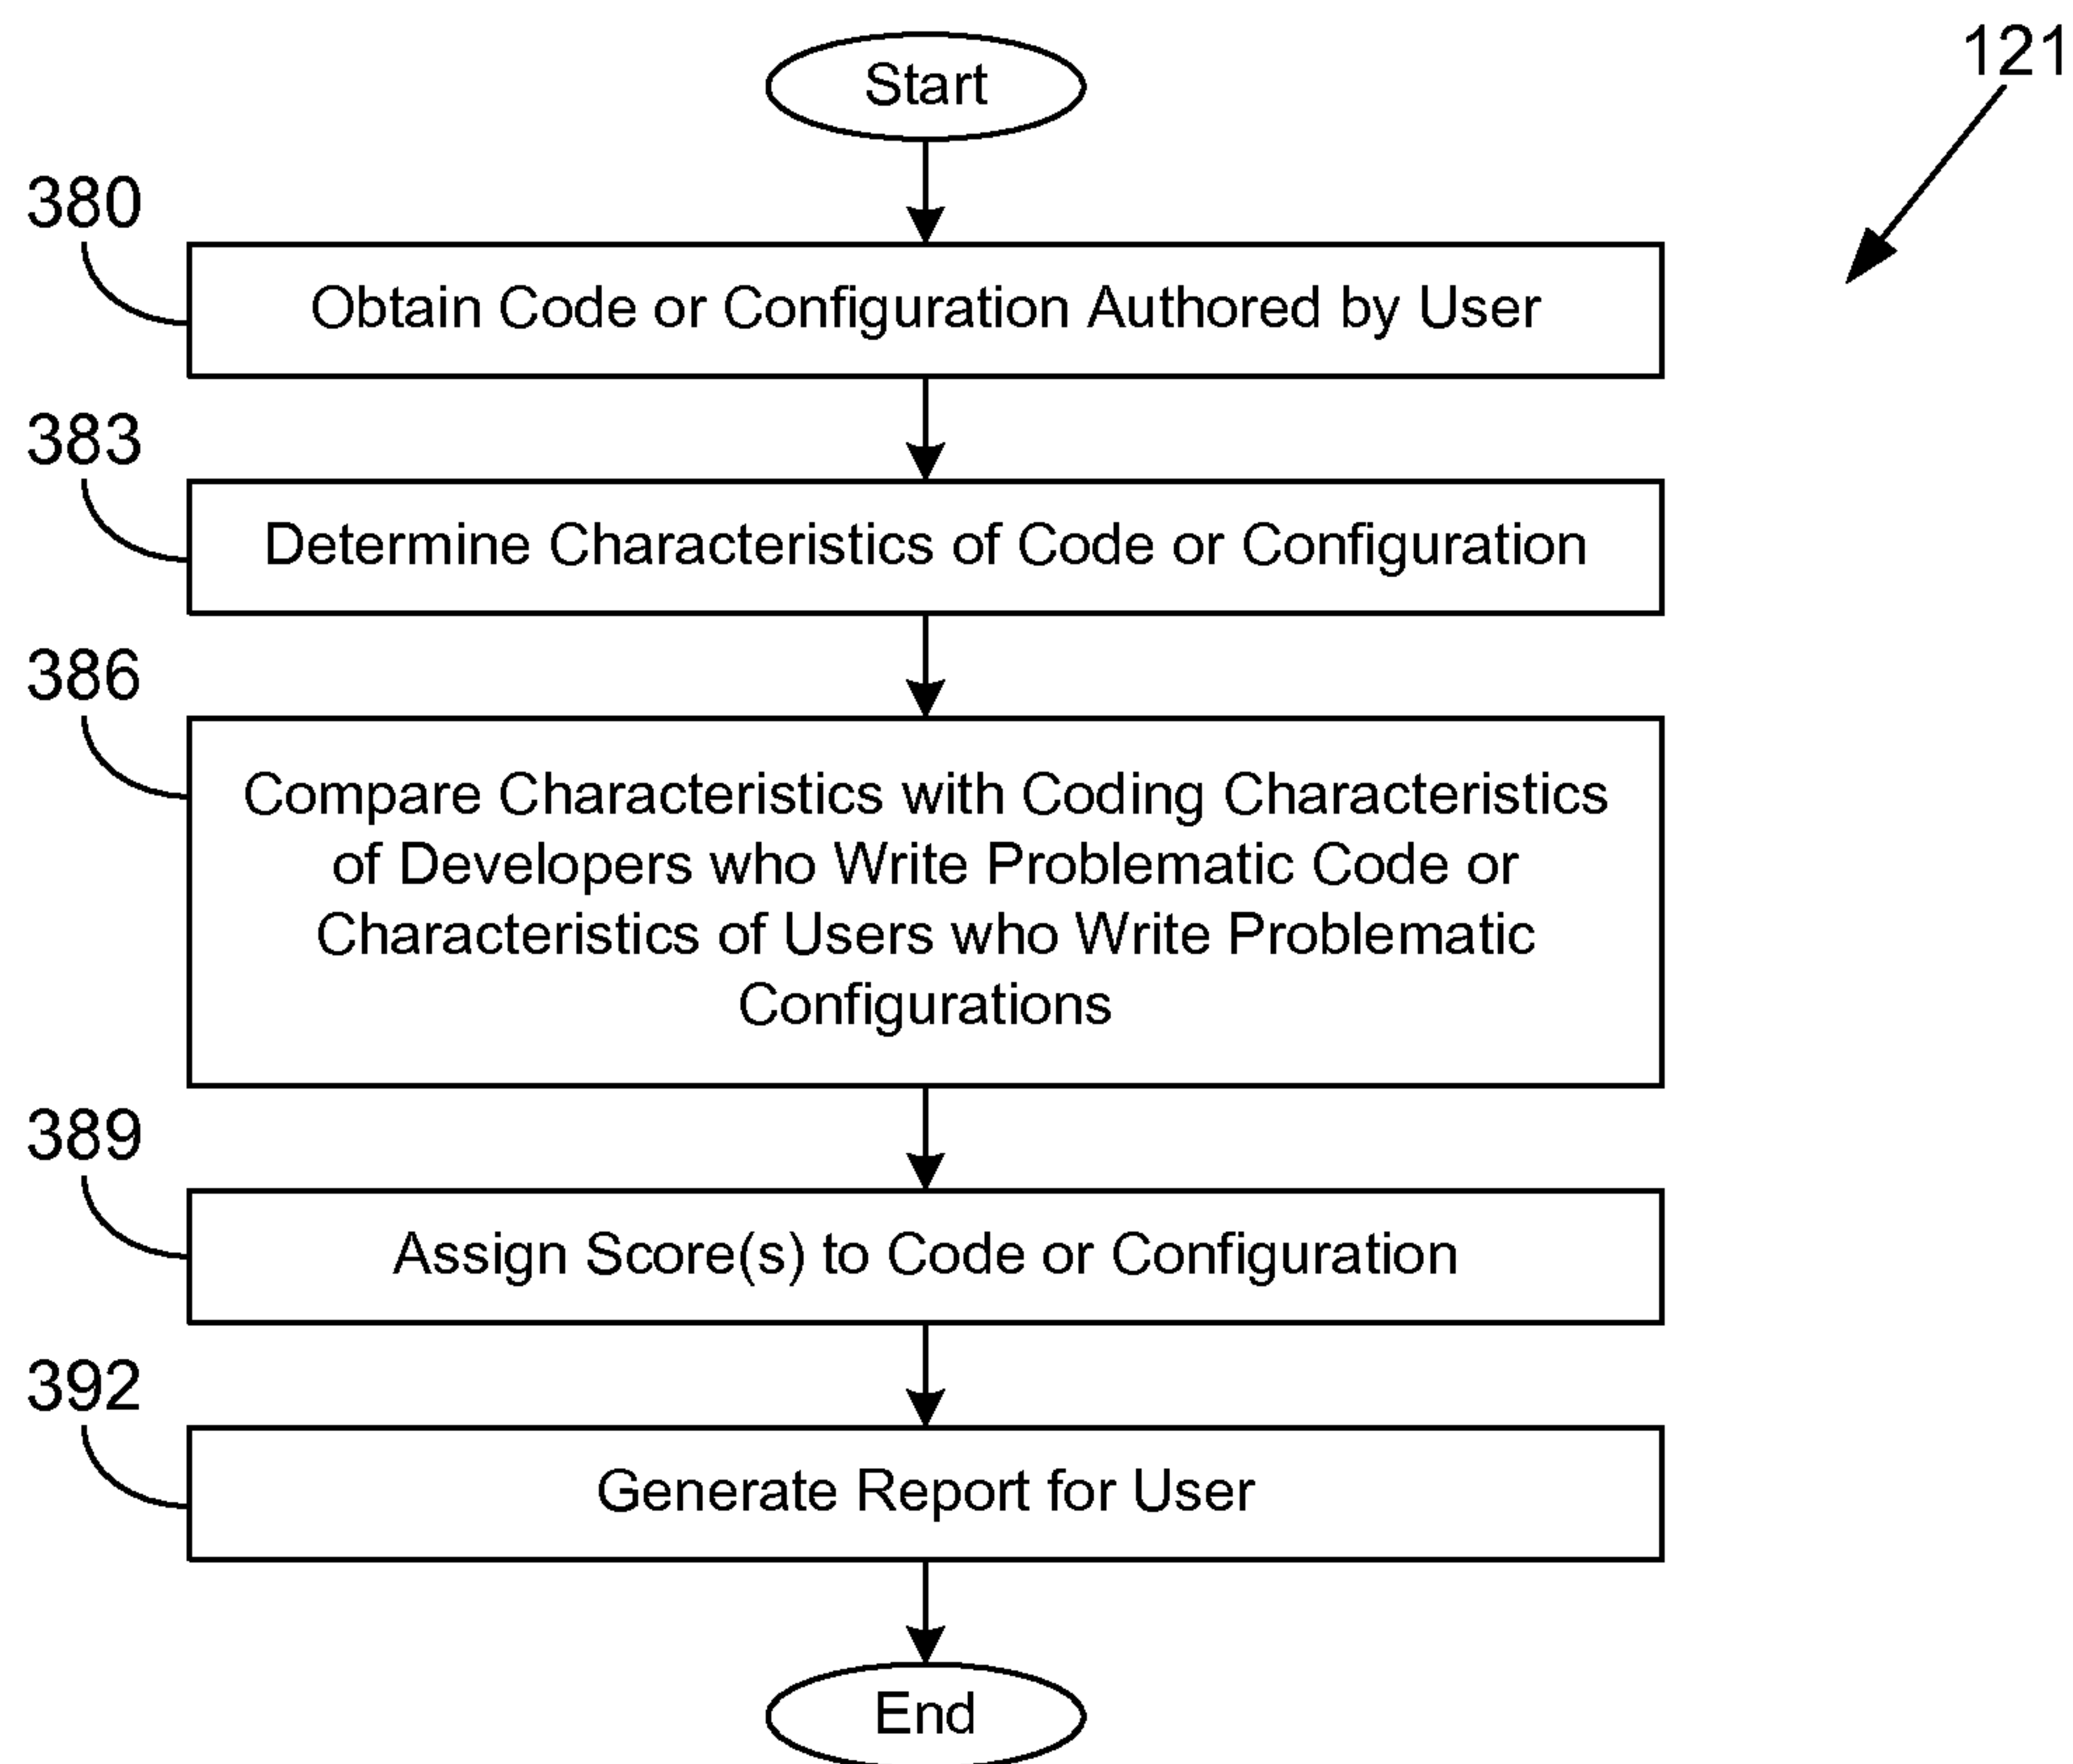 Start
121
380
Obtain Code or Configuration Authored by User
383
Determine Characteristics of Code or Configuration
386
Compare Characteristics with Coding Characteristics
of Developers who Write Problematic Code or
Characteristics of Users who Write Problematic
Configurations
389
Assign Score(s) to Code or Configuration
392
Generate Report for User
End